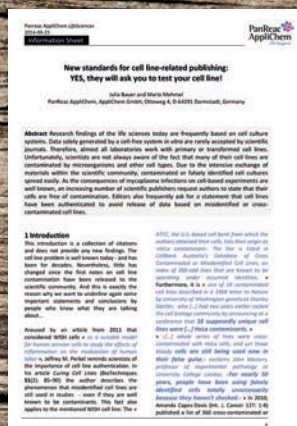 Panreac AppliChem (Life)Sciences
2014-09-23
Information Sheet
PanReac
AppliChem
New standards for cell line-related publishing:
YES, they will ask you to test your cell line!
Julia Bauer and Maria Mehmel
PanReac AppliChem, AppliChem GmbH, Ottoweg 4, D-64291 Darmstadt, Germany
Abstract Research findings of the life sciences today are frequently based on cell culture
systems. Data solely generated by a cell-free system in vitro are rarely accepted by scientific
journals. Therefore, almost all laboratories work with primary or transformed cell lines.
Unfortunately, scientists are not always aware of the fact that many of their cell lines are
contaminated by microorganisms and other cell types. Due to the intensive exchange of
materials within the scientific community, contaminated or falsely identified cell cultures
spread easily. As the consequences of mycoplasma infections on cell-based experiments are
well known, an increasing number of scientific publishers request authors to state that their
cells are free of contamination. Editors also frequently ask for a statement that cell lines
have been authenticated to avoid release of data based on misidentified or cross-
contaminated cell lines.
1 Introduction
This introduction is a collection of citations
and does not provide any new findings. The
cell line problem is well known today - and has
been for decades. Nevertheless, little has
changed since the first notes on cell line
contamination have been released to the
scientific community. And this is exactly the
reason why we want to underline again some
important statements and conclusions by
people who know what they are talking
about...
Aroused by an article from 2011 that
considered MTO cells « as a suitable model
for human airways cells to study the effects of
information on the modulation of human
Jeffrey M. Perkel reminds scientists of
the importance of cell line authentication. In
his article Curing Cell Lines (BioTechniques
51(2): 85-90) the author describes the
phenomenon that misidentified cell lines are
still used in studies - even if they are well
known to be contaminated. This fact also
applies to the mentioned WISH cell line: The «
ATCC, the U.S.-based cell bank from which the
authors obtained their cells, lists their origin as
«HeLa contaminant». The line is listed in
CellBank Australia's Database of Cross
Contaminated or Misidentified Cell Lines, an
index of 360-odd lines that are known to be
operating under assumed identities. »
Furthermore, it is « one of 19 contaminated
cell lines described in a 1968 letter to Nature
by University of Washington geneticist Stanley
Gartler, who [...] had two years earlier rocked
the cell biology community by announcing at a
conference that 18 supposedly unique cell
lines were [...] HeLa contaminants. »
« [...] whole series of lines were cross-
contaminated with HeLa cells, and yet those
bloody cells are still being used now in
their false guise» exclaims John Masters,
professor of experimental pathology at
University College London. «For nearly 50
years, people have been using falsely
identified cells totally unnecessarily
because they haven't checked!» » In 2010,
Amanda Capes-Davis (Int. J. Cancer 127: 1-8)
published a list of 360 cross-contaminated or